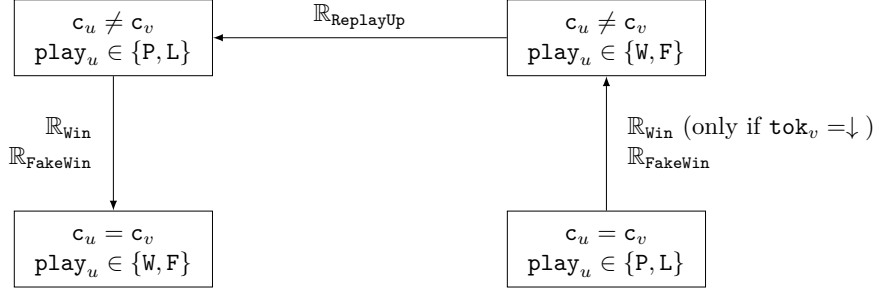 c_u ≠ c_v
play_u ∈ {P, L}
ℝ_ReplayUp
c_u ≠ c_v
play_u ∈ {W, F}
ℝ_Win
ℝ_FakeWin
ℝ_Win (only if tok_v =↓ )
ℝ_FakeWin
c_u = c_v
play_u ∈ {W, F}
c_u = c_v
play_u ∈ {P, L}